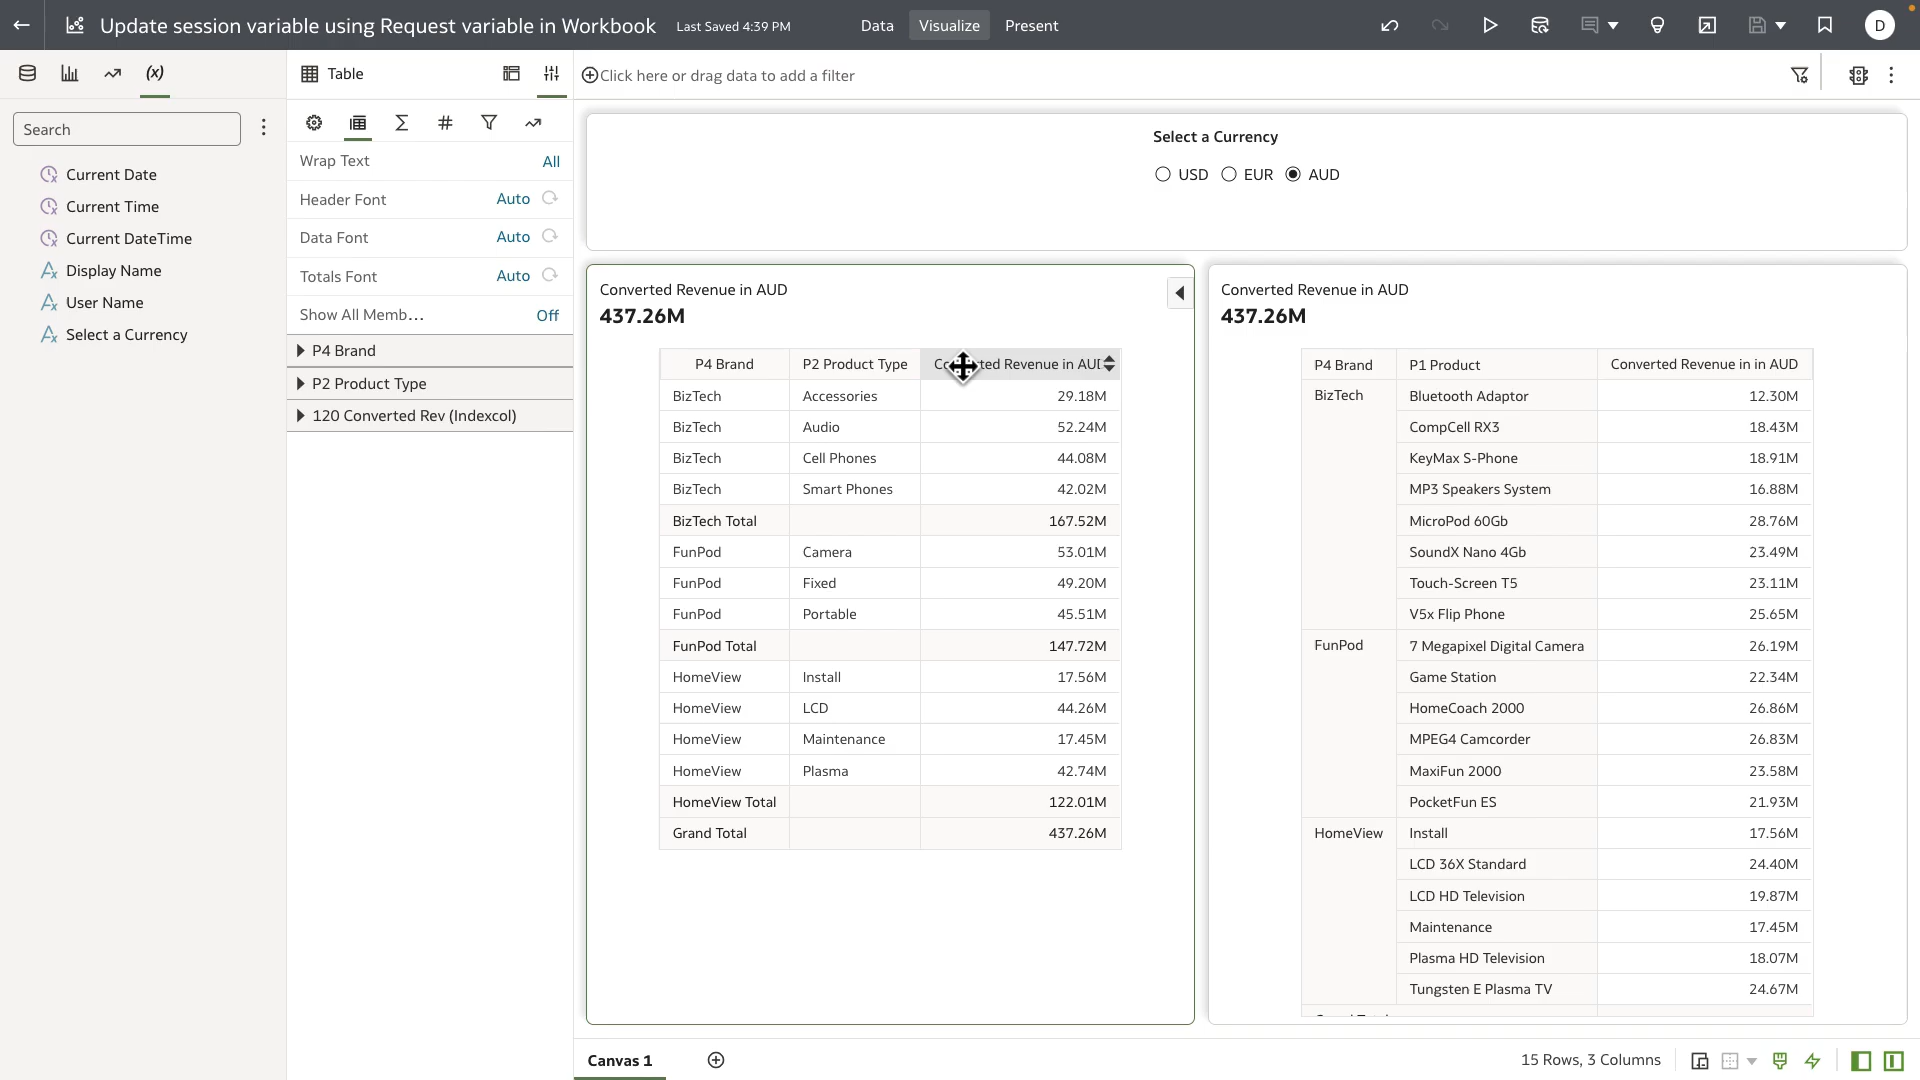 Update session variable using Request variable in Workbook Last Saved 4:39 PM Data Visualize Present D
(x) Table Click here or drag data to add a filter
Search
Current Date
Current Time
Current DateTime
Display Name
User Name
Select a Currency
Wrap Text All
Header Font Auto
Data Font Auto
Totals Font Auto
Show All Memb... Off
P4 Brand
P2 Product Type
120 Converted Rev (Indexcol)
Select a Currency
USD EUR AUD
Converted Revenue in AUD
437.26M
P4 Brand P2 Product Type
BizTech Accessories 29.18M
BizTech Audio 52.24M
BizTech Cell Phones 44.08M
BizTech Smart Phones 42.02M
BizTech Total 167.52M
FunPod Camera 53.01M
FunPod Fixed 49.20M
FunPod Portable 45.51M
FunPod Total 147.72M
HomeView Install 17.56M
HomeView LCD 44.26M
HomeView Maintenance 17.45M
HomeView Plasma 42.74M
HomeView Total 122.01M
Grand Total 437.26M
Converted Revenue in AUD
437.26M
P4 Brand P1 Product Converted Revenue in in AUD
BizTech Bluetooth Adaptor 12.30M
CompCell RX3 18.43M
KeyMax S-Phone 18.91M
MP3 Speakers System 16.88M
MicroPod 60Gb 28.76M
SoundX Nano 4Gb 23.49M
Touch-Screen T5 23.11M
V5x Flip Phone 25.65M
FunPod 7 Megapixel Digital Camera 26.19M
Game Station 22.34M
HomeCoach 2000 26.86M
MPEG4 Camcorder 26.83M
MaxiFun 2000 23.58M
PocketFun ES 21.93M
HomeView Install 17.56M
LCD 36X Standard 24.40M
LCD HD Television 19.87M
Maintenance 17.45M
Plasma HD Television 18.07M
Tungsten E Plasma TV 24.67M
Canvas 1 15 Rows, 3 Columns